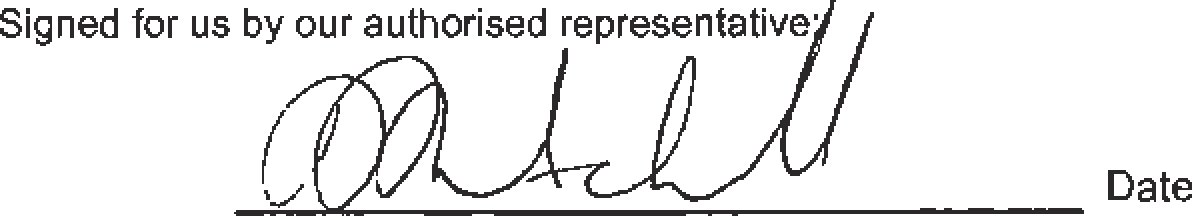 Signed for us by our authorised representative:
Date